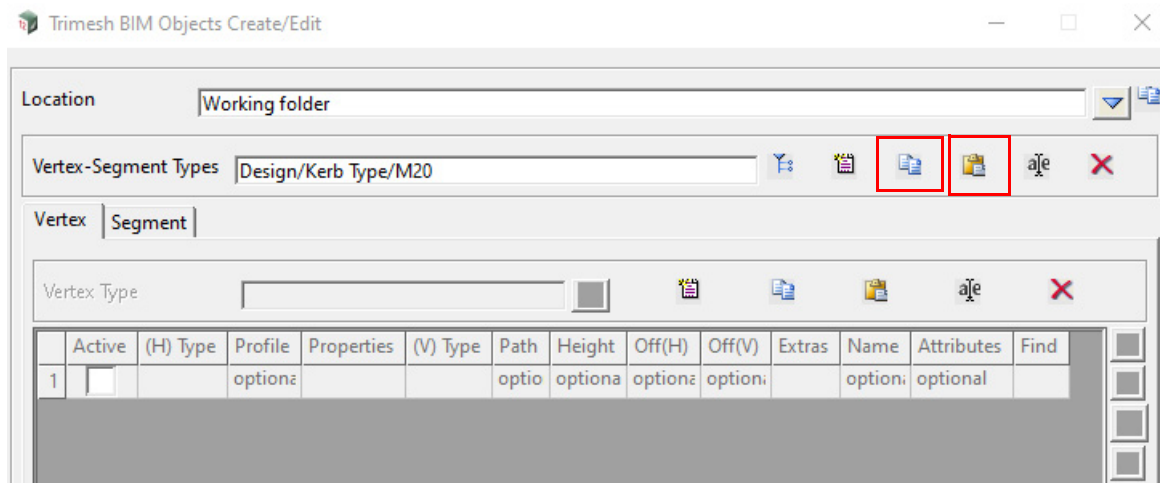 Trimesh BIM Objects Create/Edit
Location Working folder
Vertex-Segment Types Design/Kerb Type/M20
Vertex Segment
Vertex Type
Active (H) Type Profile Properties (V) Type Path Height Off(H) Off(V) Extras Name Attributes Find
1 optiona optio optiona optiona option option optional